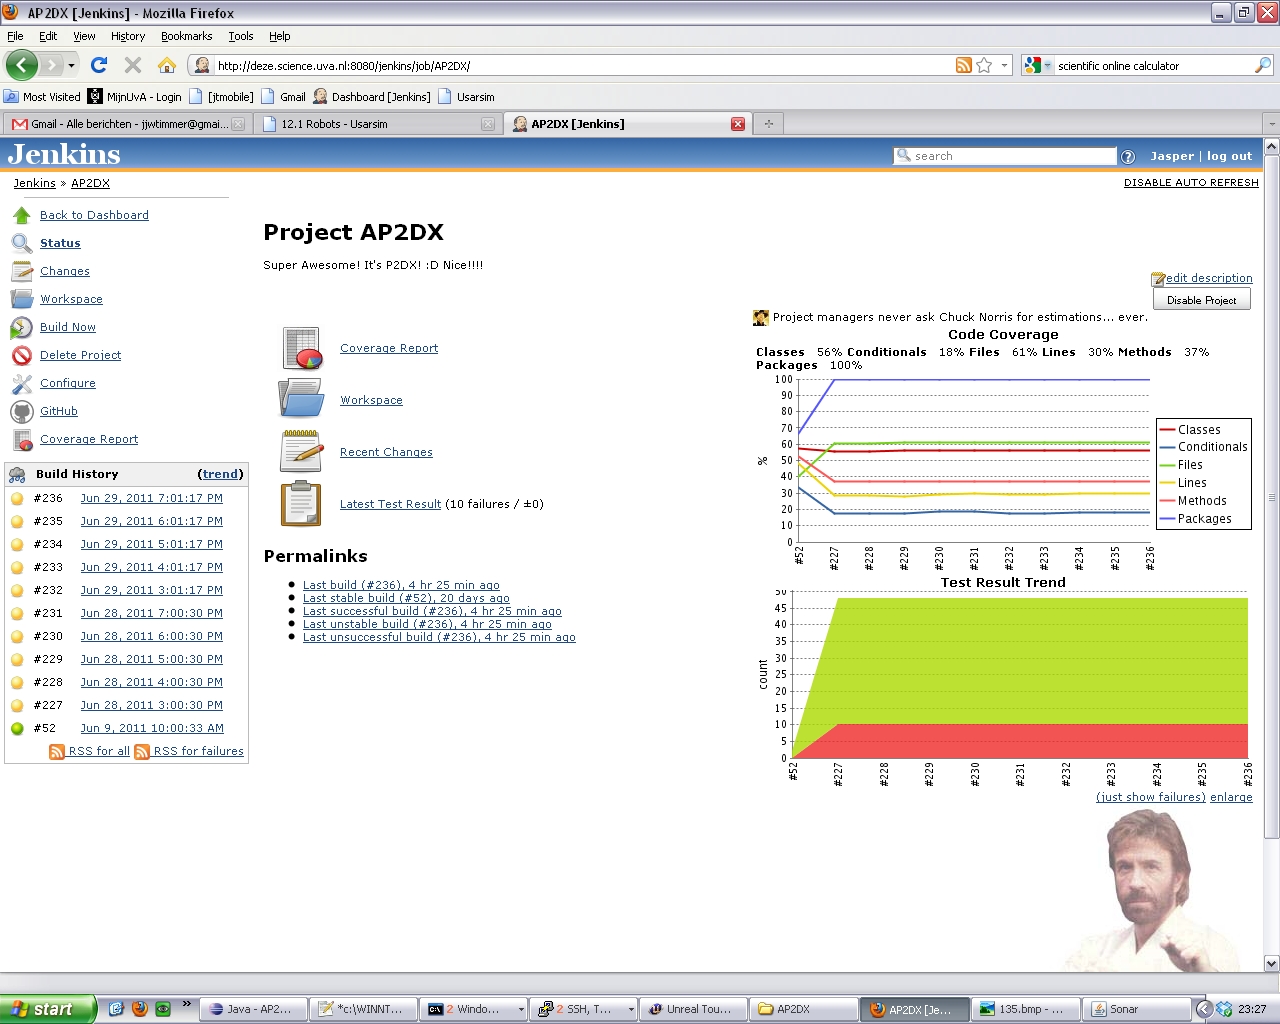 AP2DX [Jenkins] - Mozilla Firefox
File Edit View History Bookmarks Tools Help
http://deze.science.uva.nl:8080/jenkins/job/AP2DX/
scientific online calculator
Most Visited MijnUvA - Login [jtmobile] Gmail Dashboard [Jenkins] Usarsim
Gmail - Alle berichten - jjwtimmer@gmai...
12.1 Robots - Usarsim
AP2DX [Jenkins]
Jenkins
search
Jasper | log out
Jenkins » AP2DX
DISABLE AUTO REFRESH
Back to Dashboard
Status
Changes
Workspace
Build Now
Delete Project
Configure
GitHub
Coverage Report
Build History (trend)
#236 Jun 29, 2011 7:01:17 PM
#235 Jun 29, 2011 6:01:17 PM
#234 Jun 29, 2011 5:01:17 PM
#233 Jun 29, 2011 4:01:17 PM
#232 Jun 29, 2011 3:01:17 PM
#231 Jun 28, 2011 7:00:30 PM
#230 Jun 28, 2011 6:00:30 PM
#229 Jun 28, 2011 5:00:30 PM
#228 Jun 28, 2011 4:00:30 PM
#227 Jun 28, 2011 3:00:30 PM
#52 Jun 9, 2011 10:00:33 AM
RSS for all RSS for failures
Project AP2DX
Super Awesome! It's P2DX! :D Nice!!!!
edit description
Disable Project
Coverage Report
Workspace
Recent Changes
Latest Test Result (10 failures / ±0)
Permalinks
Last build (#236), 4 hr 25 min ago
Last stable build (#52), 20 days ago
Last successful build (#236), 4 hr 25 min ago
Last unstable build (#236), 4 hr 25 min ago
Last unsuccessful build (#236), 4 hr 25 min ago
Project managers never ask Chuck Norris for estimations... ever.
Code Coverage
Classes 56% Conditionals 18% Files 61% Lines 30% Methods 37%
Packages 100%
100
90
80
70
60
50
40
30
20
10
0
%
#52 #227 #228 #229 #230 #231 #232 #233 #234 #235 #236
Classes
Conditionals
Files
Lines
Methods
Packages
Test Result Trend
50
45
40
35
30
25
20
15
10
5
0
count
#52 #227 #228 #229 #230 #231 #232 #233 #234 #235 #236
(just show failures) enlarge
start
»
Java - AP2...
*c:\WINNT...
2 Windo...
2 SSH, T...
Unreal Tou...
AP2DX
AP2DX [Je...
135.bmp - ...
Sonar
23:27